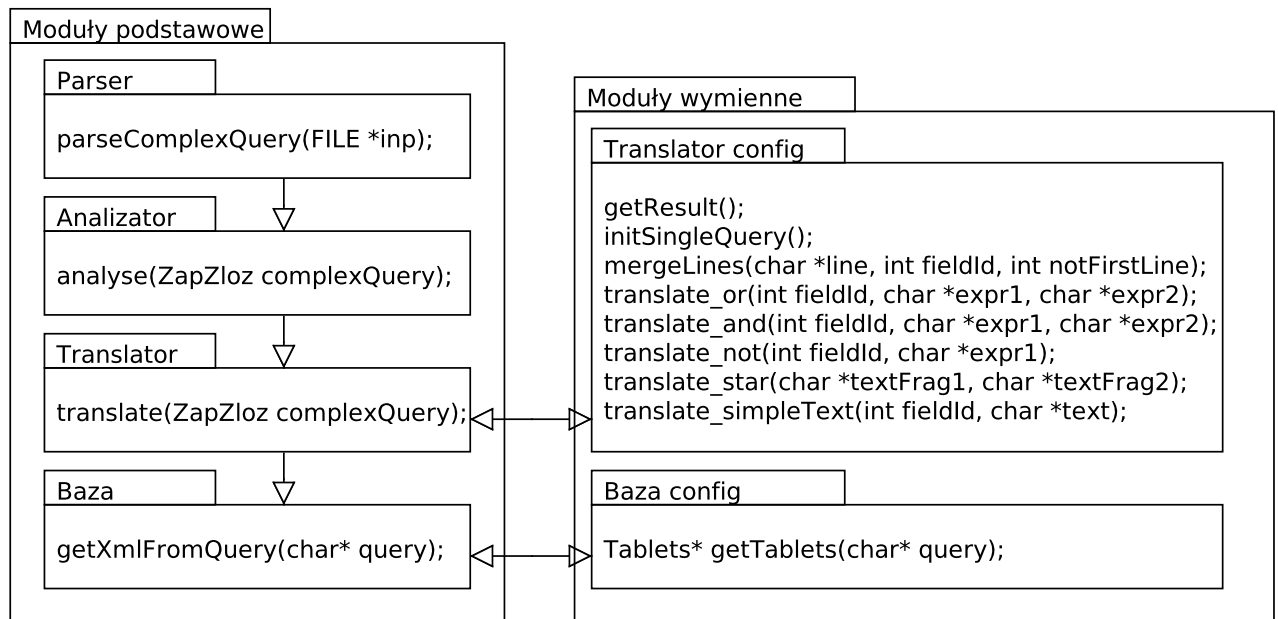 Moduły podstawowe
Parser
parseComplexQuery(FILE *inp);
Analizator
analyse(ZapZloz complexQuery);
Translator
translate(ZapZloz complexQuery);
Baza
getXmlFromQuery(char* query);
Moduły wymienne
Translator config
getResult();
initSingleQuery();
mergeLines(char *line, int fieldId, int notFirstLine);
translate_or(int fieldId, char *expr1, char *expr2);
translate_and(int fieldId, char *expr1, char *expr2);
translate_not(int fieldId, char *expr1);
translate_star(char *textFrag1, char *textFrag2);
translate_simpleText(int fieldId, char *text);
Baza config
Tablets* getTablets(char* query);